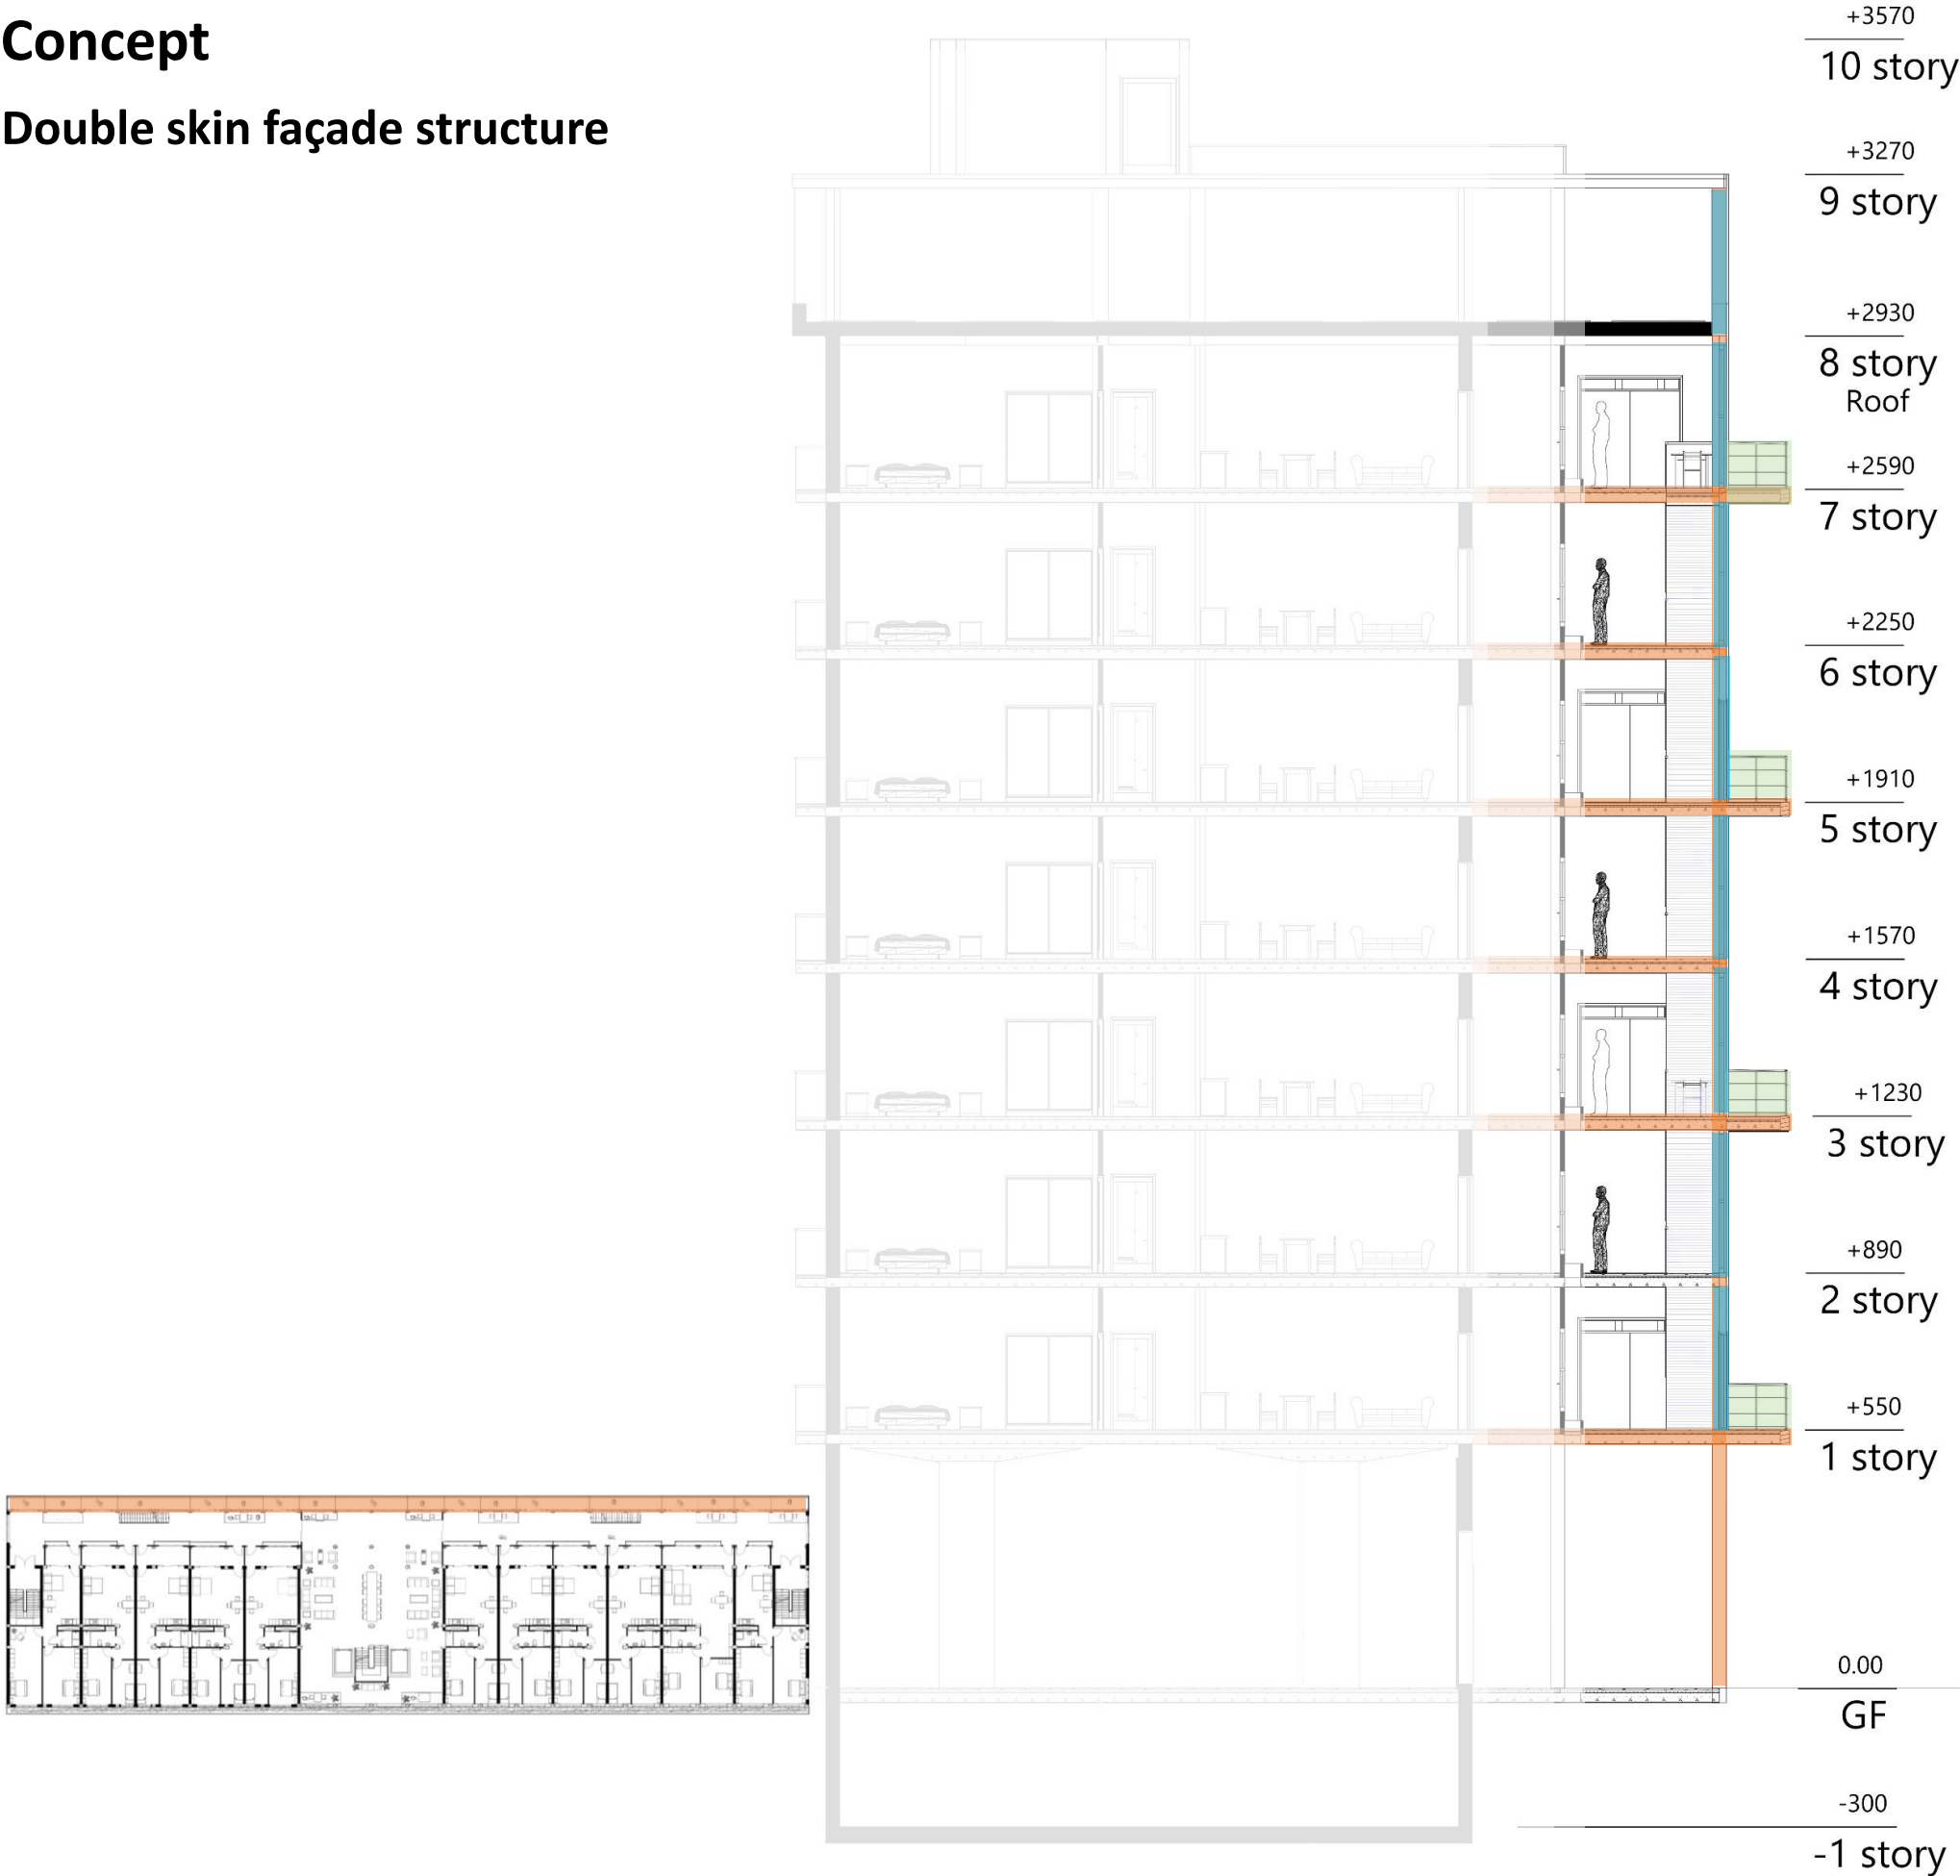 Concept
Double skin façade structure
+3570
10 story
+3270
9 story
+2930
8 story
Roof
+2590
7 story
+2250
6 story
+1910
5 story
+1570
4 story
+1230
3 story
+890
2 story
+550
1 story
0.00
GF
-300
-1 story